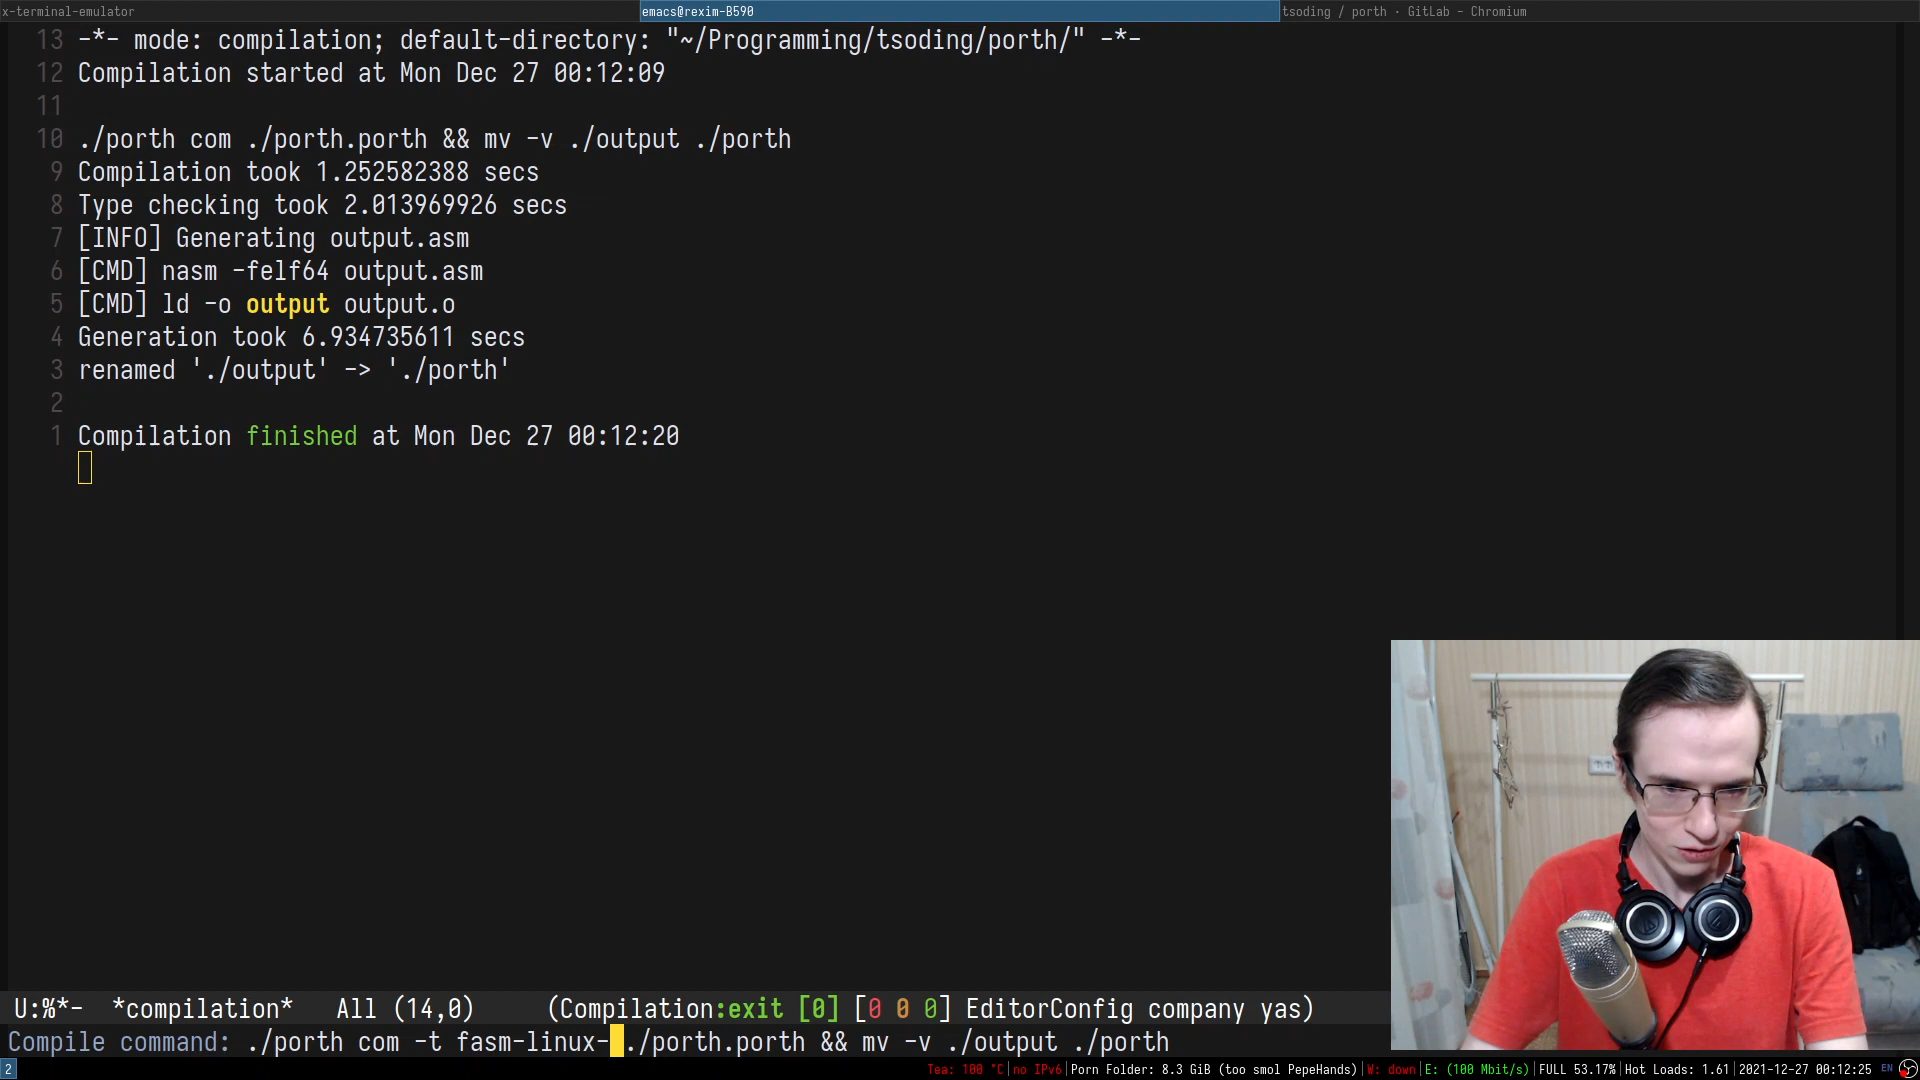 x-terminal-emulator
emacs@rexim-B590
tsoding / porth · GitLab - Chromium
13 -*- mode: compilation; default-directory: "~/Programming/tsoding/porth/" -*-
12 Compilation started at Mon Dec 27 00:12:09
11
10 ./porth com ./porth.porth && mv -v ./output ./porth
9 Compilation took 1.252582388 secs
8 Type checking took 2.013969926 secs
7 [INFO] Generating output.asm
6 [CMD] nasm -felf64 output.asm
5 [CMD] ld -o output output.o
4 Generation took 6.934735611 secs
3 renamed './output' -> './porth'
2
1 Compilation finished at Mon Dec 27 00:12:20
U:%*- *compilation* All (14,0) (Compilation:exit [0] [0 0 0] EditorConfig company yas)
Compile command: ./porth com -t fasm-linux- ./porth.porth && mv -v ./output ./porth
2
Tea: 100 °C|no IPv6|Porn Folder: 8.3 GiB (too smol PepeHands)|W: down|E: (100 Mbit/s)|FULL 53.17%|Hot Loads: 1.61|2021-12-27 00:12:25 EN